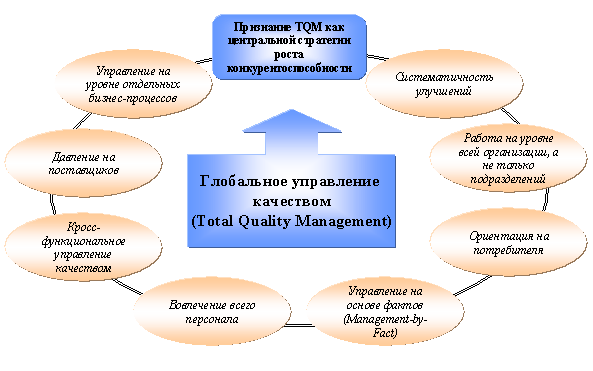 Признание TQM как
центральной стратегии
роста
конкурентоспособности
Систематичность
улучшений
Работа на уровне
всей организации, а
не только
подразделений
Ориентация на
потребителя
Управление на
основе фактов
(Management-by-
Fact)
Вовлечение всего
персонала
Кросс-
функциональное
управление
качеством
Давление на
поставщиков
Управление на
уровне отдельных
бизнес-процессов
Глобальное управление
качеством
(Total Quality Management)